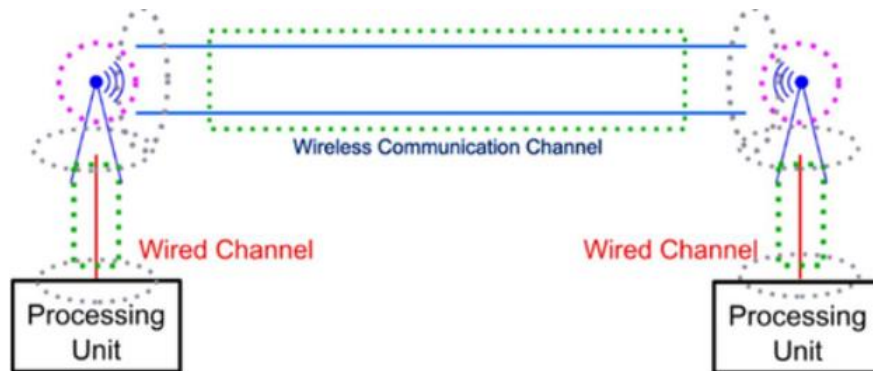 Wireless Communication Channel
Wired Channel
Wired Channel
Processing
Unit
Processing
Unit